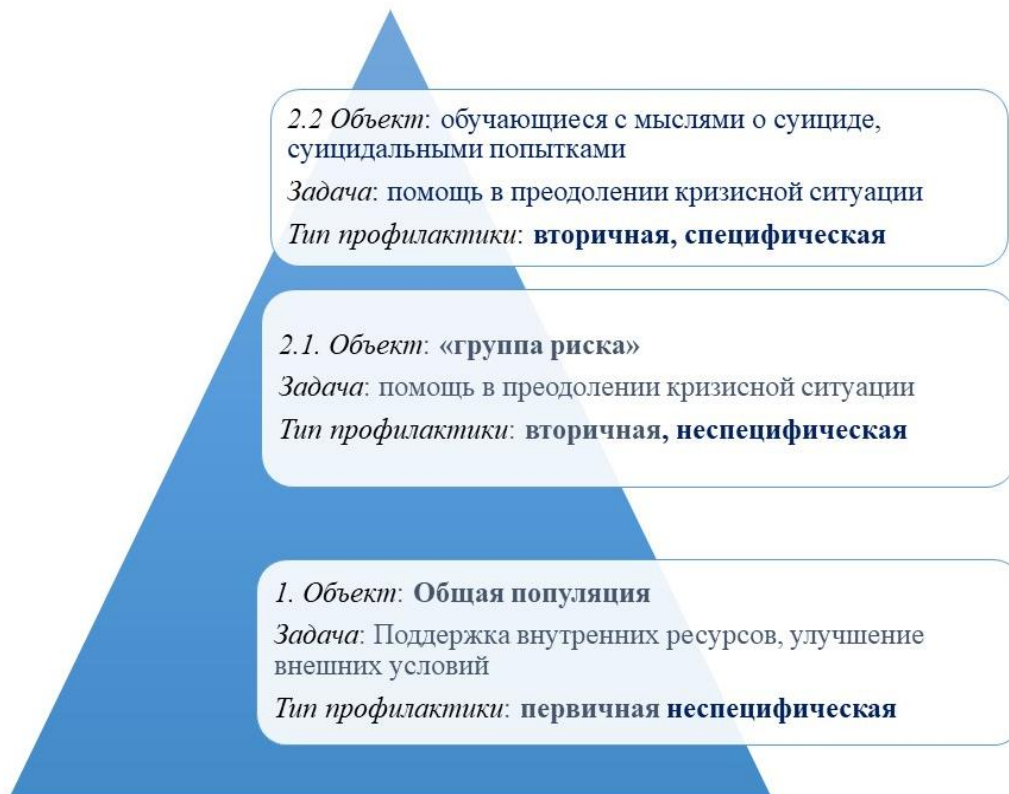 2.2 Объект: обучающиеся с мыслями о суициде,
суицидальными попытками
Задача: помощь в преодолении кризисной ситуации
Тип профилактики: вторичная, специфическая
2.1. Объект: «группа риска»
Задача: помощь в преодолении кризисной ситуации
Тип профилактики: вторичная, неспецифическая
1. Объект: Общая популяция
Задача: Поддержка внутренних ресурсов, улучшение
внешних условий
Тип профилактики: первичная неспецифическая